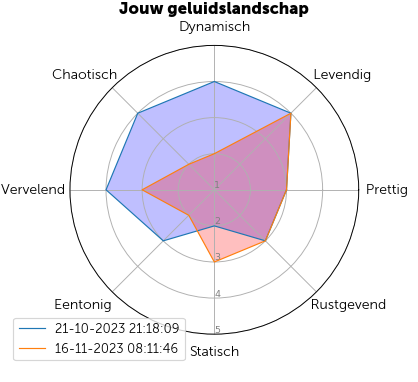 Jouw geluidslandschap
Dynamisch
Chaotisch
Levendig
Vervelend
1
Prettig
2
3
Eentonig
4
Rustgevend
5
21-10-2023 21:18:09
16-11-2023 08:11:46
Statisch